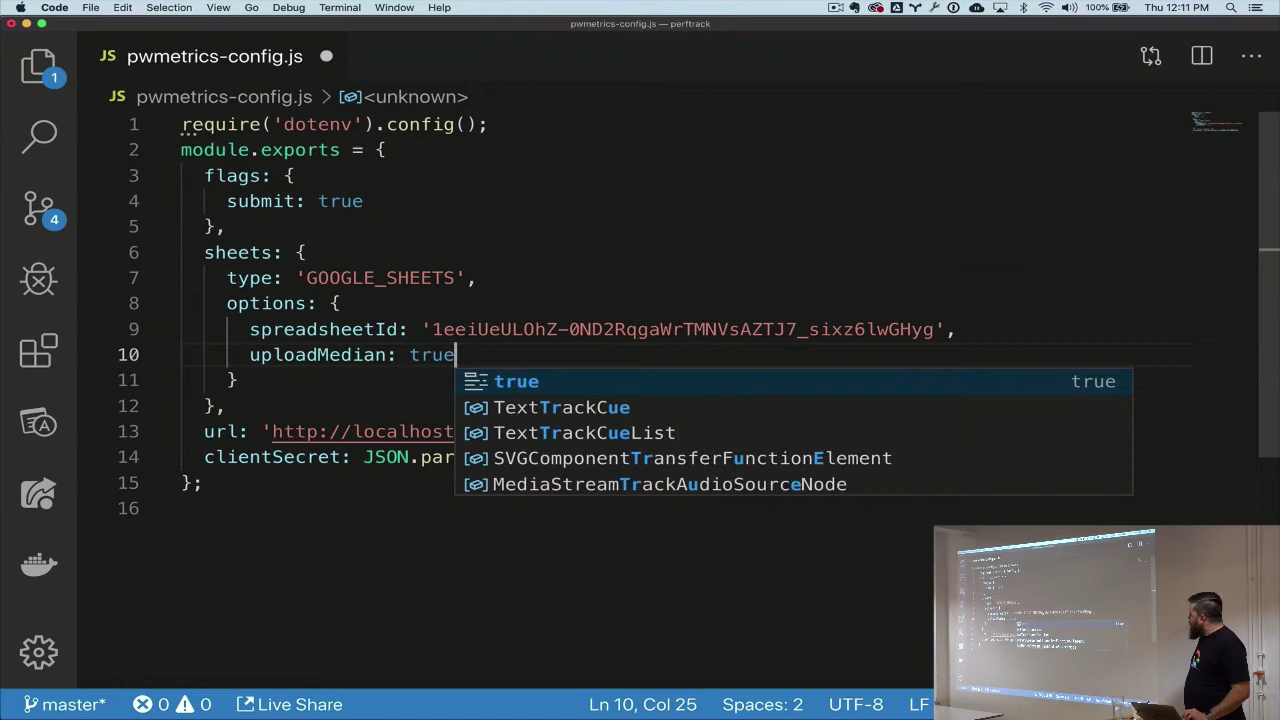 Code File Edit Selection View Go Debug Terminal Window Help 100% Thu 12:11 PM
pwmetrics-config.js — perftrack
JS pwmetrics-config.js
JS pwmetrics-config.js > <unknown>
1 require('dotenv').config();
2 module.exports = {
3 flags: {
4 submit: true
5 },
6 sheets: {
7 type: 'GOOGLE_SHEETS',
8 options: {
9 spreadsheetId: '1eeiUeULOhZ-0ND2RqgaWrTMNVsAZTJ7_sixz6lwGHyg',
10 uploadMedian: true
11 }
true true
12 },
TextTrackCue
13 url: 'http://localhost
TextTrackCueList
14 clientSecret: JSON.par
SVGComponentTransferFunctionElement
15 };
MediaStreamTrackAudioSourceNode
16
1
4
master* 0 0 Live Share Ln 10, Col 25 Spaces: 2 UTF-8 LF